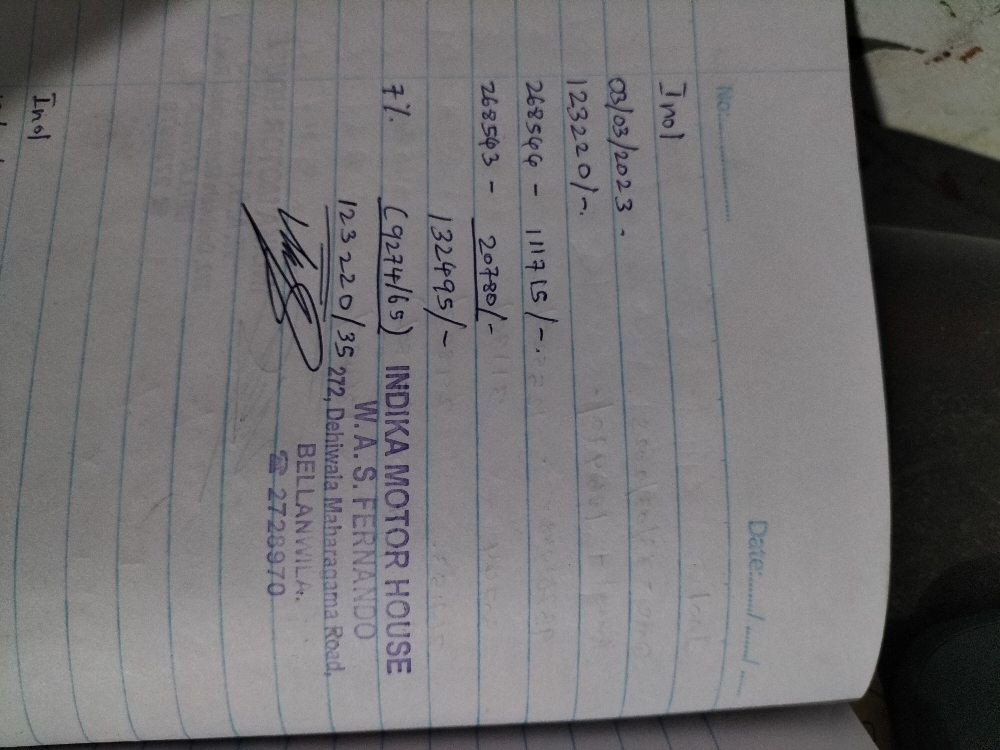 No:
Date:....../ ....../ ......
Inol
03/03/2023.
123220/-.
268544 - 111715/-.
268543 - 20780/-
132495/-
7%. (9274/65)
123220/35
INDIKA MOTOR HOUSE
W. A. S. FERNANDO
272, Dehiwala Maharagama Road,
BELLANWILA.
☎ 2728970
Inol